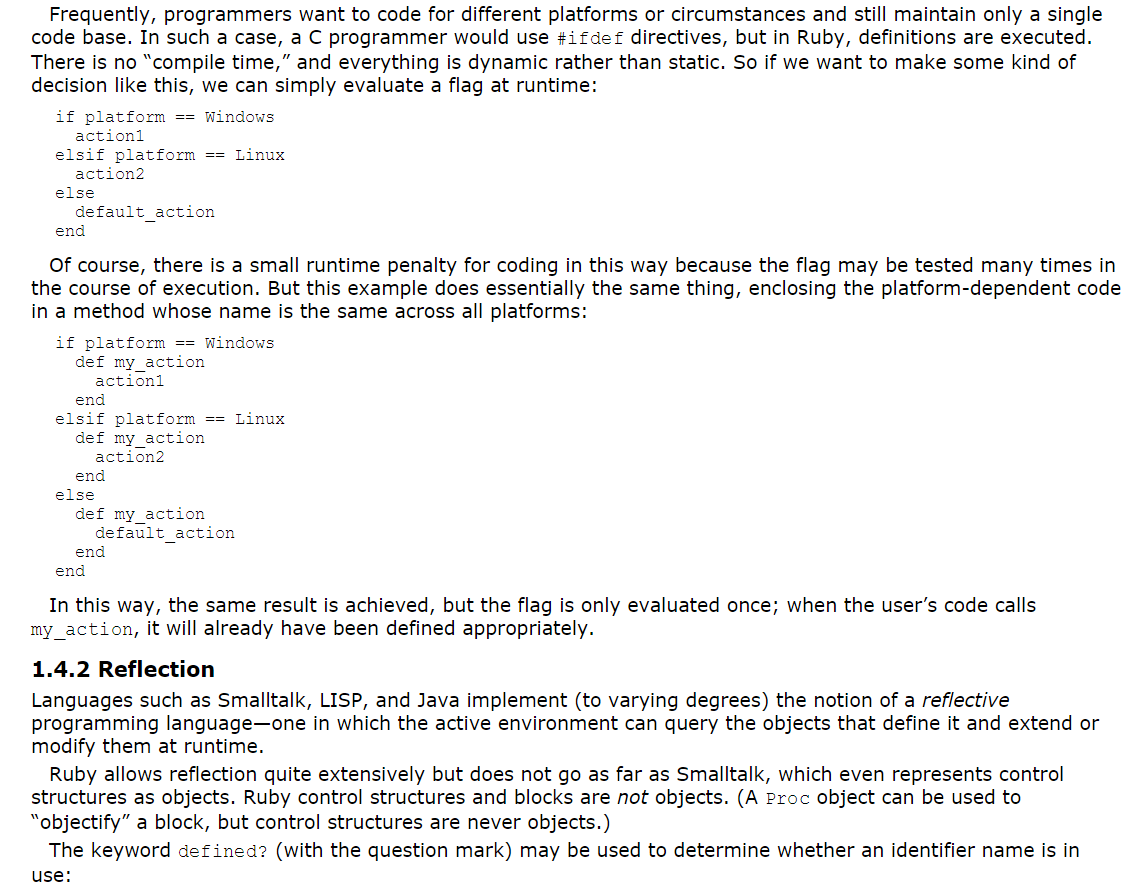 Frequently, programmers want to code for different platforms or circumstances and still maintain only a single
code base. In such a case, a C programmer would use #ifdef directives, but in Ruby, definitions are executed.
There is no “compile time,” and everything is dynamic rather than static. So if we want to make some kind of
decision like this, we can simply evaluate a flag at runtime:
if platform == Windows
  action1
elsif platform == Linux
  action2
else
  default_action
end
Of course, there is a small runtime penalty for coding in this way because the flag may be tested many times in
the course of execution. But this example does essentially the same thing, enclosing the platform-dependent code
in a method whose name is the same across all platforms:
if platform == Windows
  def my_action
    action1
  end
elsif platform == Linux
  def my_action
    action2
  end
else
  def my_action
    default_action
  end
end
In this way, the same result is achieved, but the flag is only evaluated once; when the user’s code calls
my_action, it will already have been defined appropriately.
1.4.2 Reflection
Languages such as Smalltalk, LISP, and Java implement (to varying degrees) the notion of a reflective
programming language—one in which the active environment can query the objects that define it and extend or
modify them at runtime.
Ruby allows reflection quite extensively but does not go as far as Smalltalk, which even represents control
structures as objects. Ruby control structures and blocks are not objects. (A Proc object can be used to
“objectify” a block, but control structures are never objects.)
The keyword defined? (with the question mark) may be used to determine whether an identifier name is in
use: